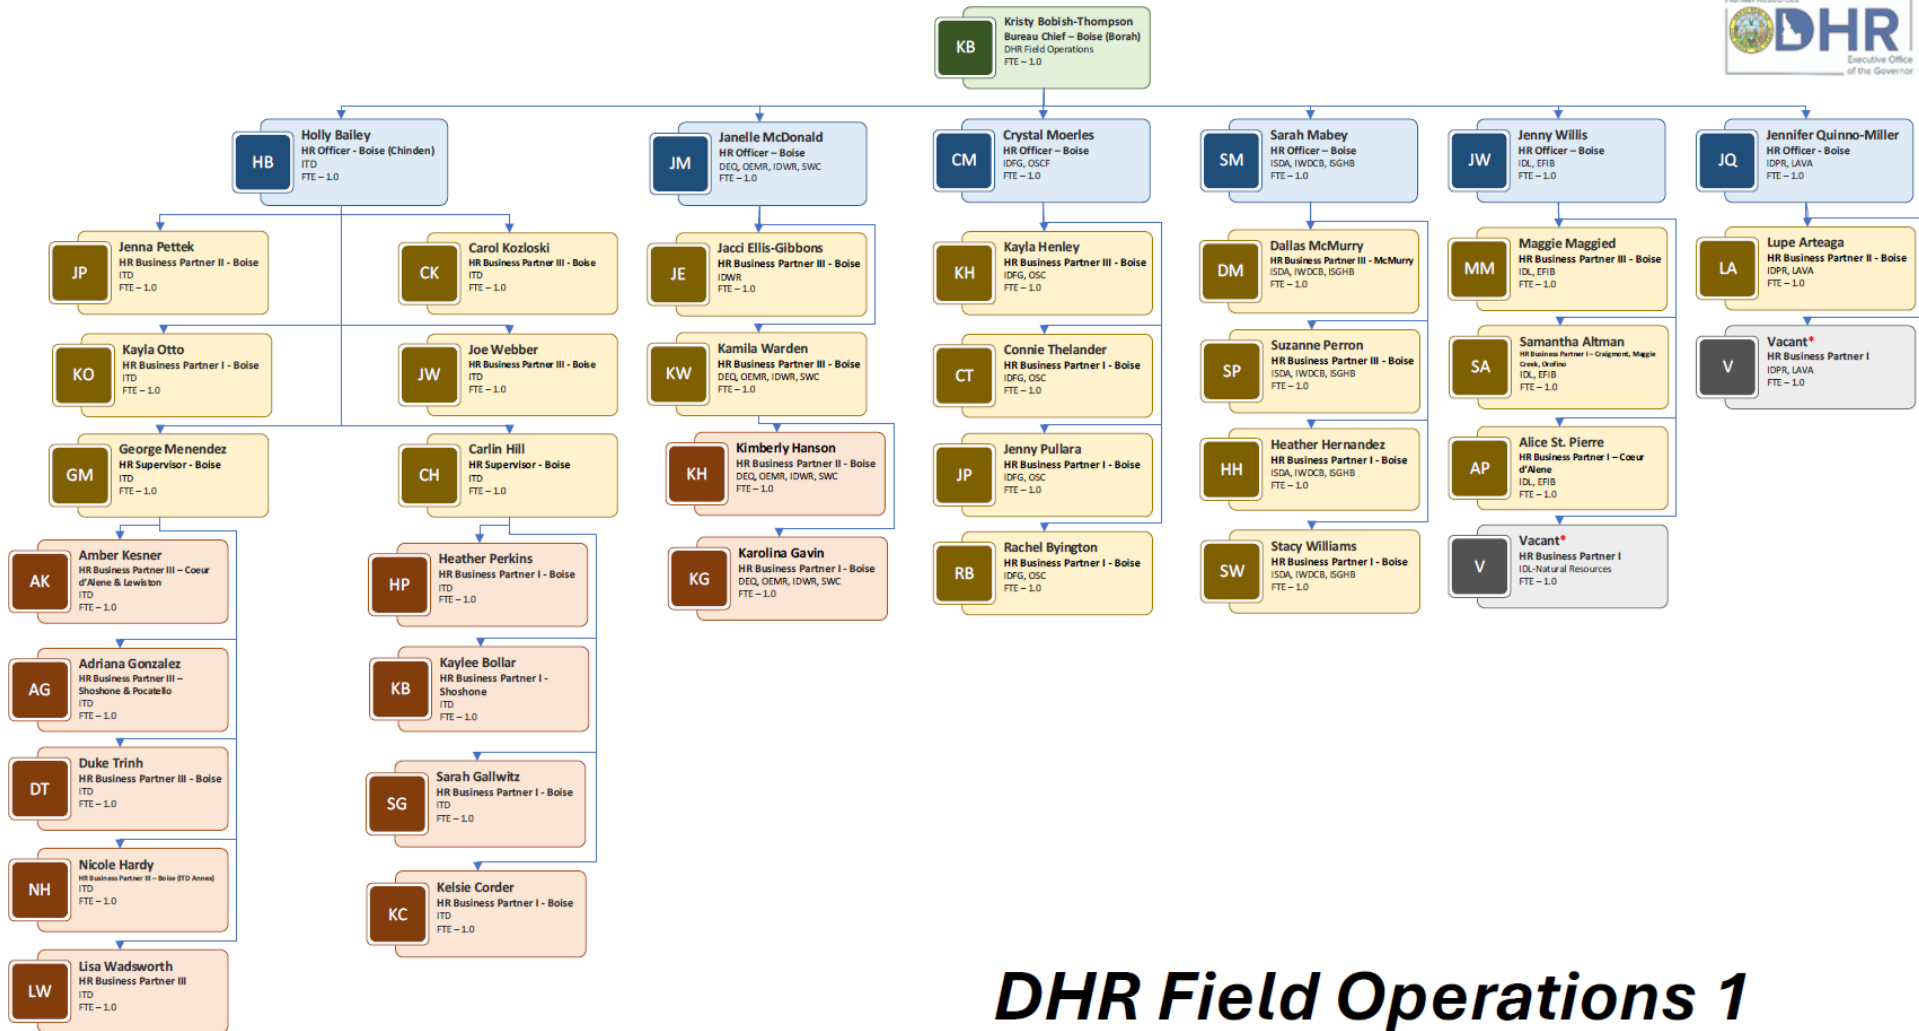 KB
Kristy Bobish-Thompson
Bureau Chief – Boise (Borah)
DHR Field Operations
FTE – 1.0
DHR
Executive Office
of the Governor
HB
Holly Bailey
HR Officer - Boise (Chinden)
ITD
FTE – 1.0
JM
Janelle McDonald
HR Officer – Boise
DEQ, OEMR, IDWR, SWC
FTE – 1.0
CM
Crystal Moerles
HR Officer – Boise
IDFG, OSCF
FTE – 1.0
SM
Sarah Mabey
HR Officer – Boise
ISDA, IWDCB, ISGHB
FTE – 1.0
JW
Jenny Willis
HR Officer – Boise
IDL, EFIB
FTE – 1.0
JQ
Jennifer Quinno-Miller
HR Officer - Boise
IDPR, LAVA
FTE – 1.0
JP
Jenna Pettek
HR Business Partner II - Boise
ITD
FTE – 1.0
CK
Carol Kozloski
HR Business Partner III - Boise
ITD
FTE – 1.0
KO
Kayla Otto
HR Business Partner I - Boise
ITD
FTE – 1.0
JW
Joe Webber
HR Business Partner III - Boise
ITD
FTE – 1.0
GM
George Menendez
HR Supervisor - Boise
ITD
FTE – 1.0
CH
Carlin Hill
HR Supervisor - Boise
ITD
FTE – 1.0
AK
Amber Kesner
HR Business Partner III – Coeur
d'Alene & Lewiston
ITD
FTE – 1.0
AG
Adriana Gonzalez
HR Business Partner III –
Shoshone & Pocatello
ITD
FTE – 1.0
DT
Duke Trinh
HR Business Partner III - Boise
ITD
FTE – 1.0
NH
Nicole Hardy
HR Business Partner III – Boise (ITD Annex)
ITD
FTE – 1.0
LW
Lisa Wadsworth
HR Business Partner III
ITD
FTE – 1.0
HP
Heather Perkins
HR Business Partner I - Boise
ITD
FTE – 1.0
KB
Kaylee Bollar
HR Business Partner I -
Shoshone
ITD
FTE – 1.0
SG
Sarah Gallwitz
HR Business Partner I - Boise
ITD
FTE – 1.0
KC
Kelsie Corder
HR Business Partner I - Boise
ITD
FTE – 1.0
JE
Jacci Ellis-Gibbons
HR Business Partner III - Boise
IDWR
FTE – 1.0
KW
Kamila Warden
HR Business Partner III - Boise
DEQ, OEMR, IDWR, SWC
FTE – 1.0
KH
Kimberly Hanson
HR Business Partner II - Boise
DEQ, OEMR, IDWR, SWC
FTE – 1.0
KG
Karolina Gavin
HR Business Partner I - Boise
DEQ, OEMR, IDWR, SWC
FTE – 1.0
KH
Kayla Henley
HR Business Partner III - Boise
IDFG, OSC
FTE – 1.0
CT
Connie Thelander
HR Business Partner I - Boise
IDFG, OSC
FTE – 1.0
JP
Jenny Pullara
HR Business Partner I - Boise
IDFG, OSC
FTE – 1.0
RB
Rachel Byington
HR Business Partner I - Boise
IDFG, OSC
FTE – 1.0
DM
Dallas McMurry
HR Business Partner III - McMurry
ISDA, IWDCB, ISGHB
FTE – 1.0
SP
Suzanne Perron
HR Business Partner III - Boise
ISDA, IWDCB, ISGHB
FTE – 1.0
HH
Heather Hernandez
HR Business Partner I - Boise
ISDA, IWDCB, ISGHB
FTE – 1.0
SW
Stacy Williams
HR Business Partner I - Boise
ISDA, IWDCB, ISGHB
FTE – 1.0
MM
Maggie Maggied
HR Business Partner III - Boise
IDL, EFIB
FTE – 1.0
SA
Samantha Altman
HR Business Partner I – Craigmont, Maggie
Creek, Orofino
IDL, EFIB
FTE – 1.0
AP
Alice St. Pierre
HR Business Partner I – Coeur
d'Alene
IDL, EFIB
FTE – 1.0
V
Vacant*
HR Business Partner I
IDL-Natural Resources
FTE – 1.0
LA
Lupe Arteaga
HR Business Partner II - Boise
IDPR, LAVA
FTE – 1.0
V
Vacant*
HR Business Partner I
IDPR, LAVA
FTE – 1.0
DHR Field Operations 1